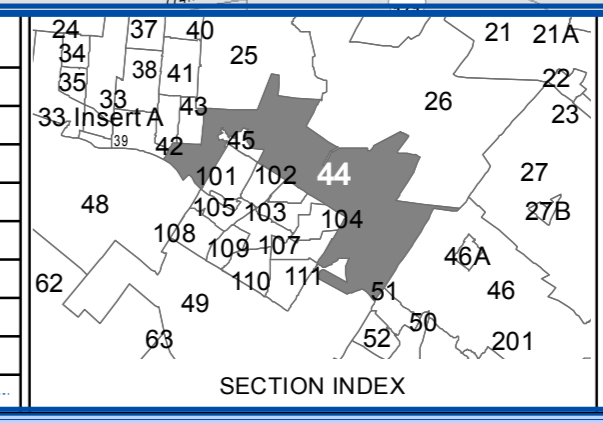 24 37 40 21 21A
34 25
35 38 41 22
33 43 26 23
33 Insert A
39 42 45
101 102 44 27
48 105 103 104 27B
108 109 107 46A
62 110 111 51 46
49 50
63 52 201
SECTION INDEX